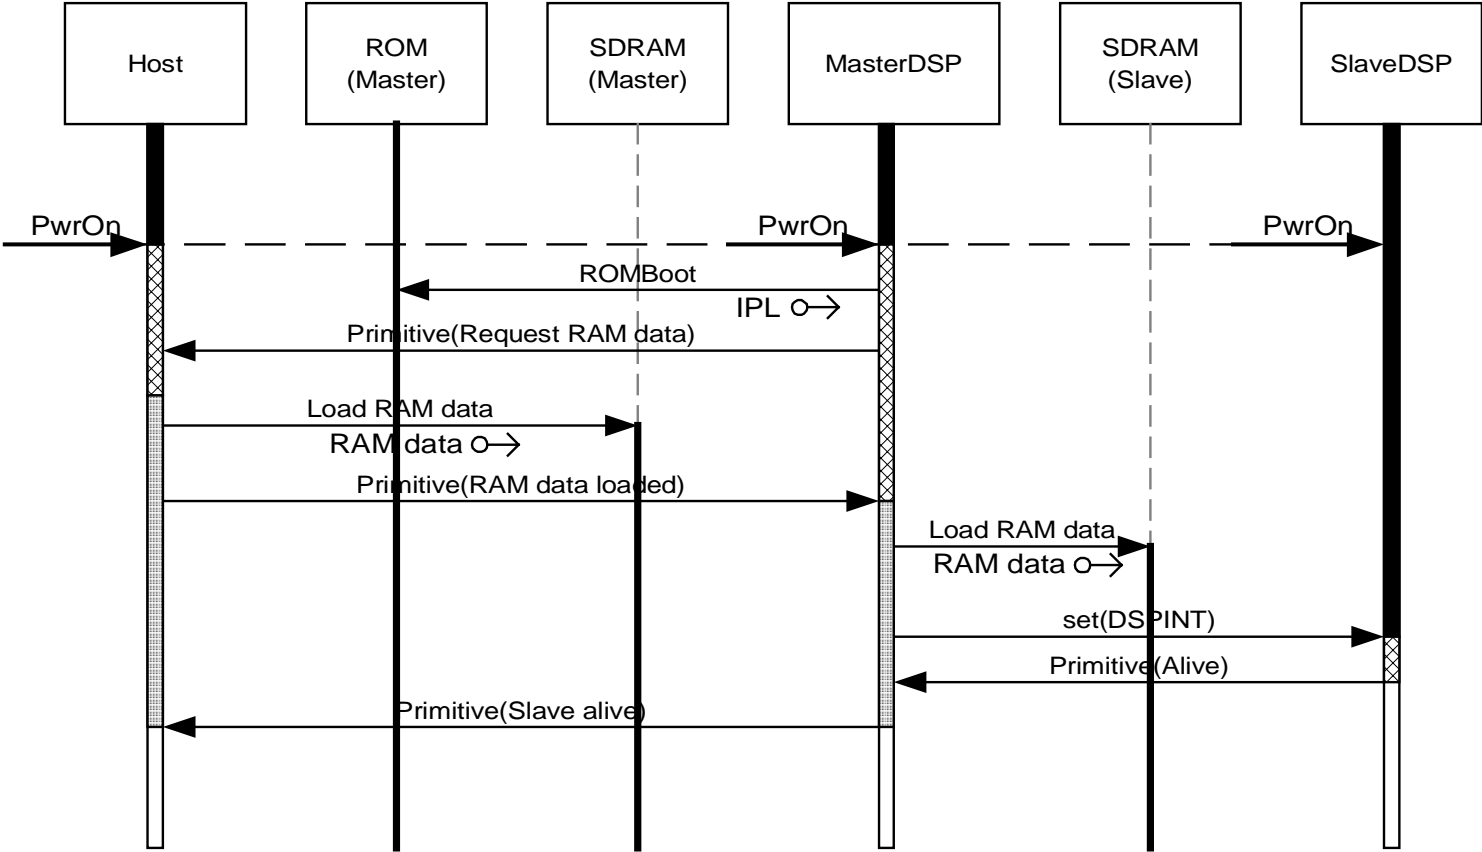 Host
ROM
(Master)
SDRAM
(Master)
MasterDSP
SDRAM
(Slave)
SlaveDSP
PwrOn
PwrOn
PwrOn
ROMBoot
IPL
Primitive(Request RAM data)
Load RAM data
RAM data
Primitive(RAM data loaded)
Load RAM data
RAM data
set(DSPINT)
Primitive(Alive)
Primitive(Slave alive)